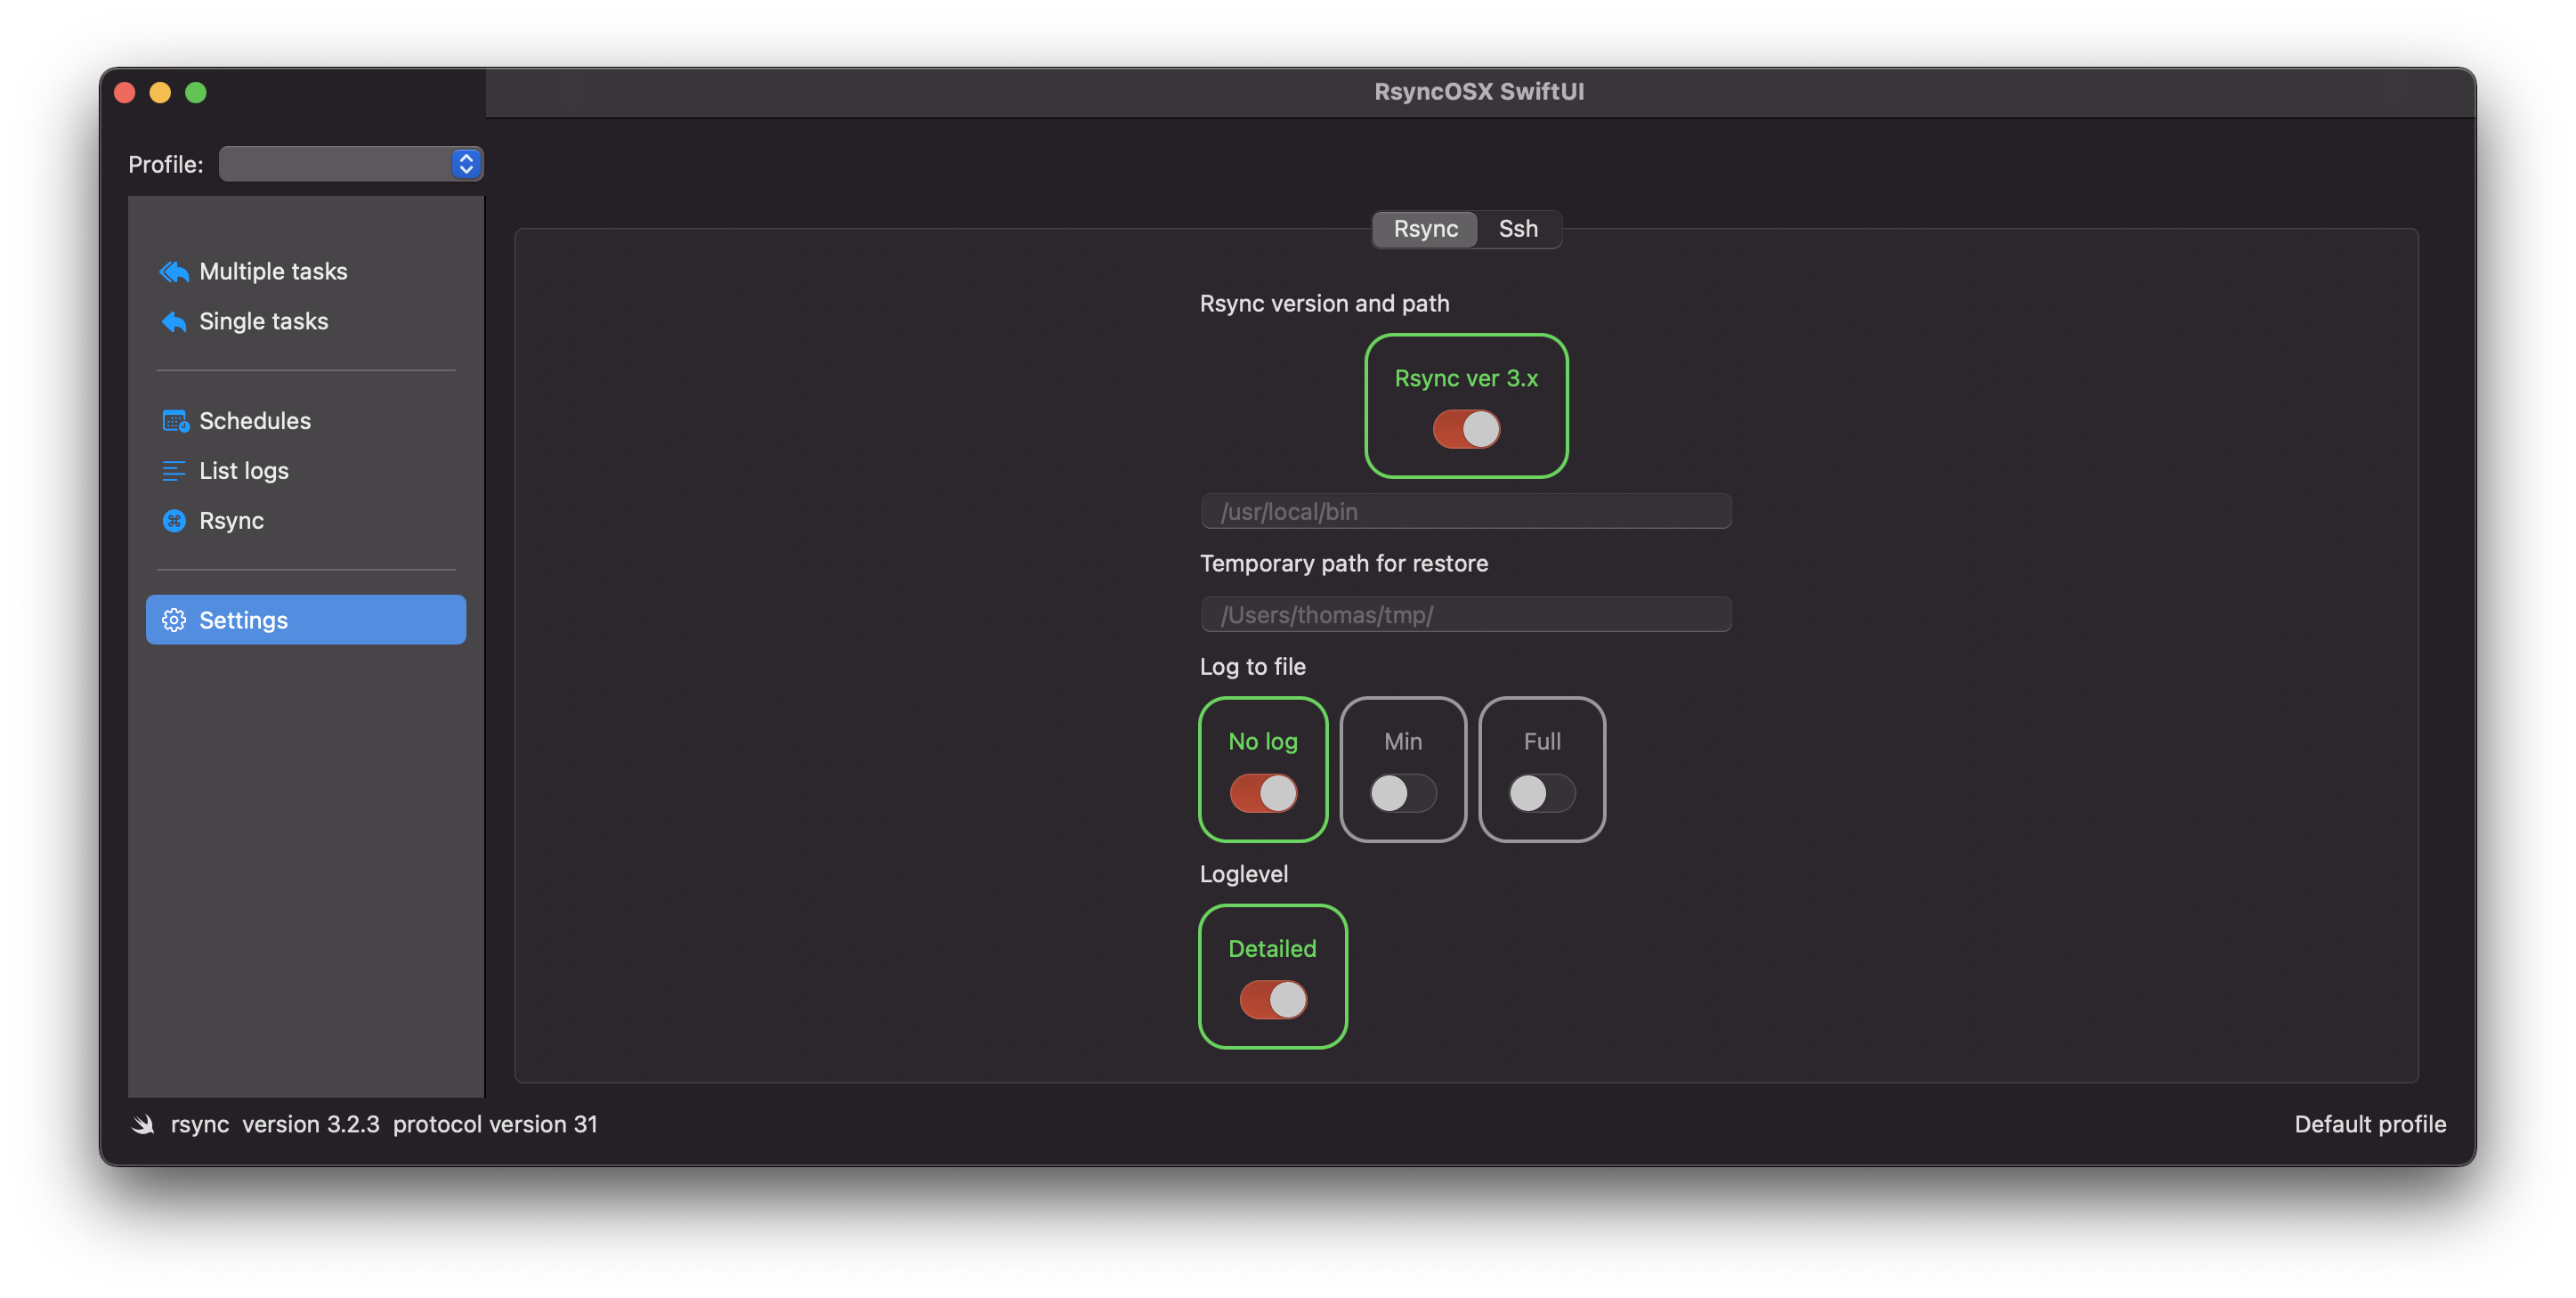 RsyncOSX SwiftUI
Profile:
Multiple tasks
Single tasks
Schedules
List logs
Rsync
Settings
Rsync Ssh
Rsync version and path
Rsync ver 3.x
/usr/local/bin
Temporary path for restore
/Users/thomas/tmp/
Log to file
No log Min Full
Loglevel
Detailed
rsync version 3.2.3 protocol version 31
Default profile